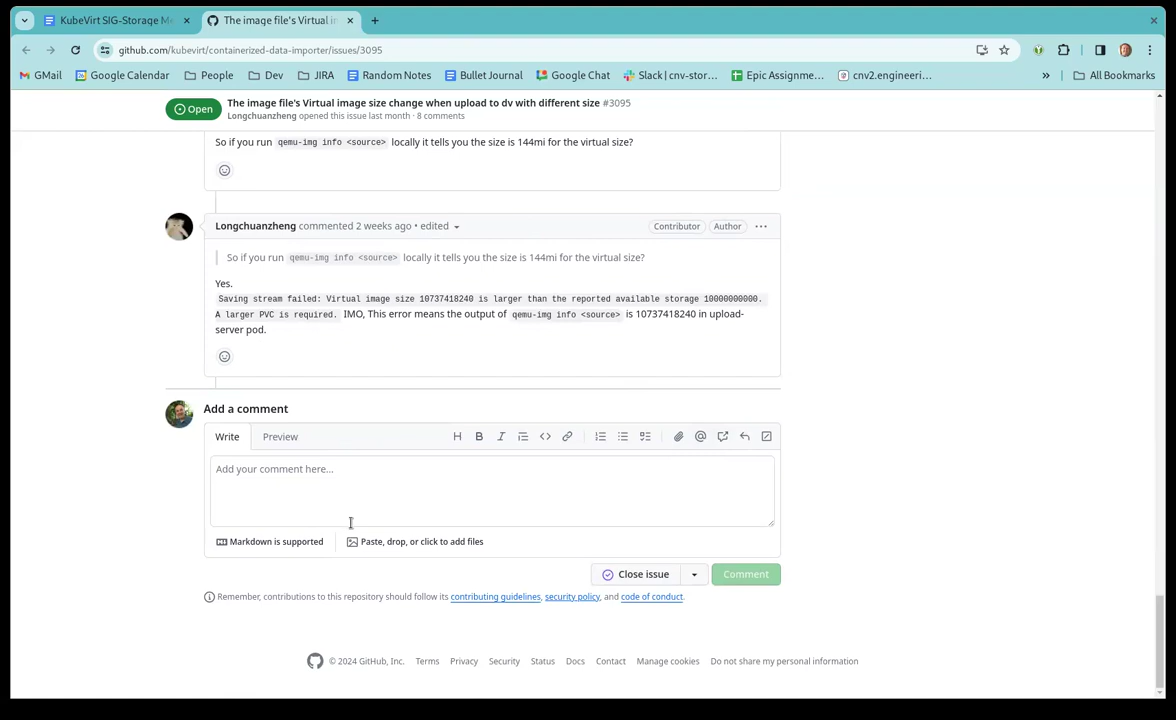 KubeVirt SIG-Storage Me
The image file's Virtual in
github.com/kubevirt/containerized-data-importer/issues/3095
GMail
Google Calendar
People
Dev
JIRA
Random Notes
Bullet Journal
Google Chat
Slack | cnv-stor...
Epic Assignme...
cnv2.engineeri...
»
All Bookmarks
Open
The image file's Virtual image size change when upload to dv with different size #3095
Longchuanzheng opened this issue last month · 8 comments
So if you run qemu-img info <source> locally it tells you the size is 144mi for the virtual size?
Longchuanzheng commented 2 weeks ago • edited
Contributor
Author
So if you run qemu-img info <source> locally it tells you the size is 144mi for the virtual size?
Yes.
Saving stream failed: Virtual image size 10737418240 is larger than the reported available storage 10000000000.
A larger PVC is required. IMO, This error means the output of qemu-img info <source> is 10737418240 in upload-
server pod.
Add a comment
Write
Preview
Add your comment here...
Markdown is supported
Paste, drop, or click to add files
Close issue
Comment
Remember, contributions to this repository should follow its contributing guidelines, security policy, and code of conduct.
© 2024 GitHub, Inc.
Terms
Privacy
Security
Status
Docs
Contact
Manage cookies
Do not share my personal information